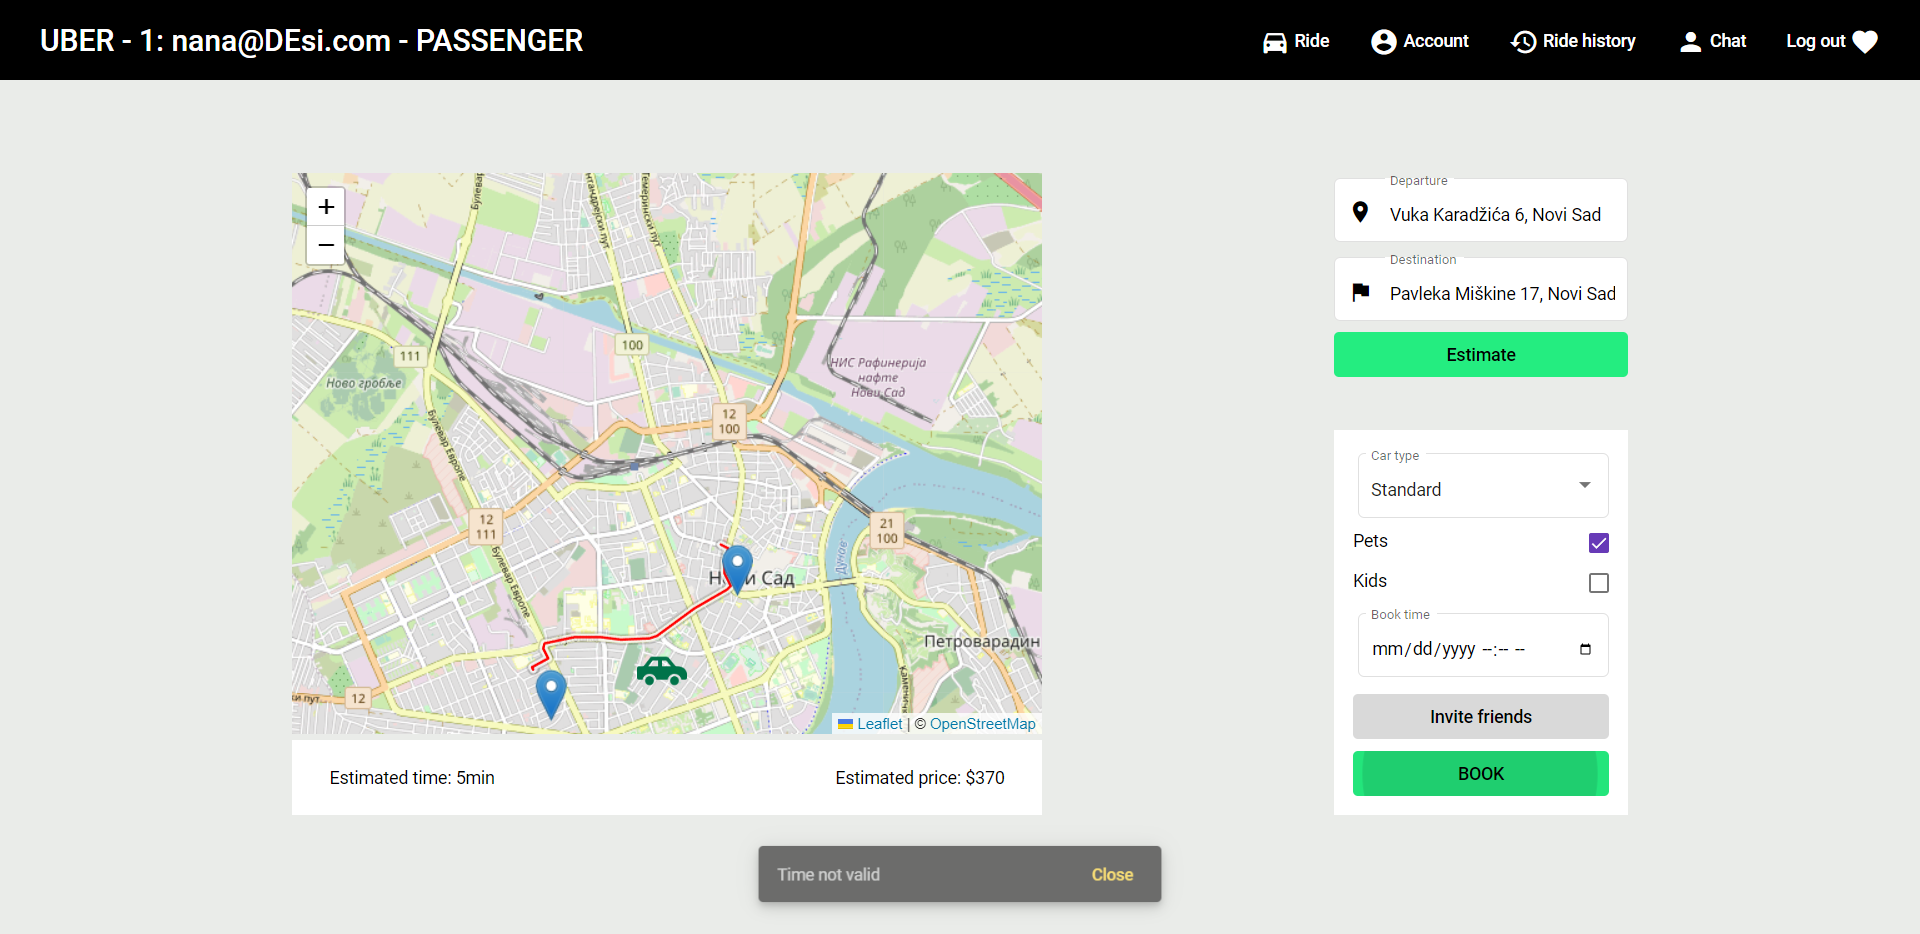 UBER - 1: nana@DEsi.com - PASSENGER
Ride
Account
Ride history
Chat
Log out
+
−
Булевар
Темерински пут
111
100
Ново гробље
НИС Рафинерија
нафте
Нови Сад
12
100
Булевар Европе
12
111
21
100
Дунав
Булевар Европе
Нови Сад
Петроварадин
12
Leaflet | © OpenStreetMap
Estimated time: 5min
Estimated price: $370
Departure
Vuka Karadžića 6, Novi Sad
Destination
Pavleka Miškine 17, Novi Sad
Estimate
Car type
Standard
Pets
Kids
Book time
mm/dd/yyyy --:-- --
Invite friends
BOOK
Time not valid
Close